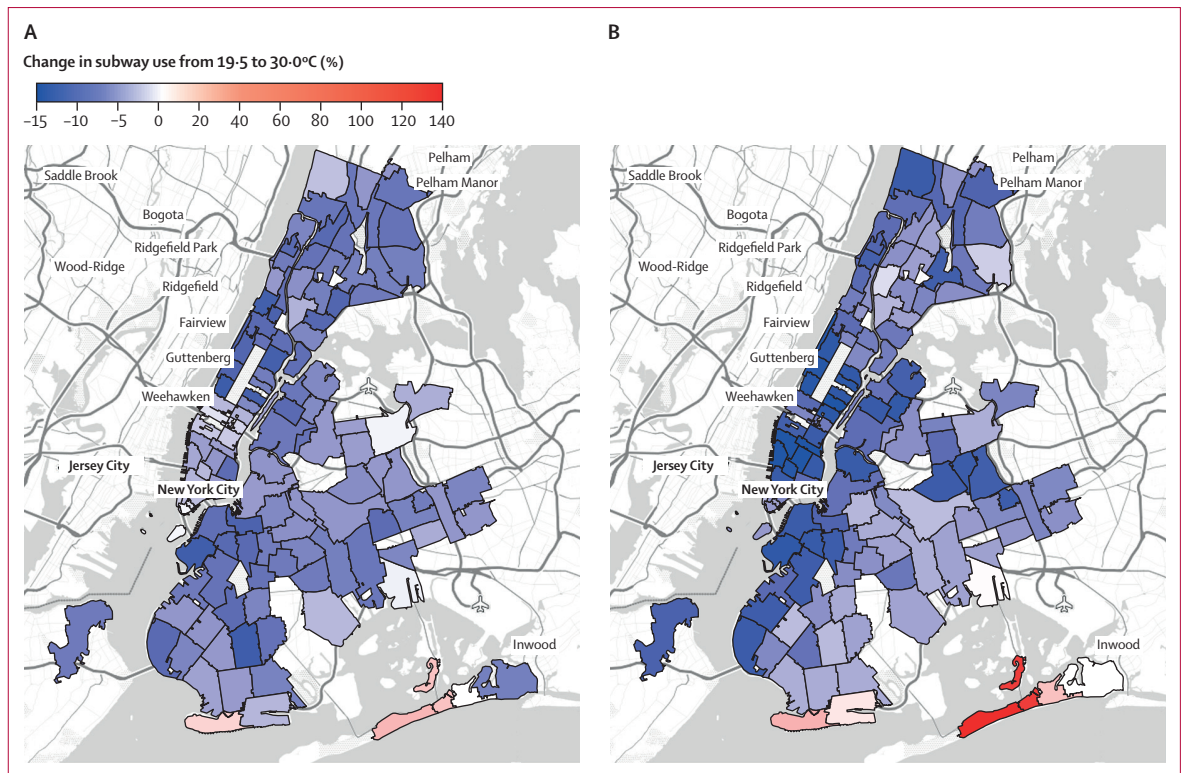 A
B
Change in subway use from 19·5 to 30·0ºC (%)
–15 –10 –5 0 20 40 60 80 100 120 140
Pelham
Saddle Brook
Pelham Manor
Bogota
Ridgefield Park
Wood-Ridge
Ridgefield
Fairview
Guttenberg
Weehawken
Jersey City
New York City
Inwood
Pelham
Saddle Brook
Pelham Manor
Bogota
Ridgefield Park
Wood-Ridge
Ridgefield
Fairview
Guttenberg
Weehawken
Jersey City
New York City
Inwood